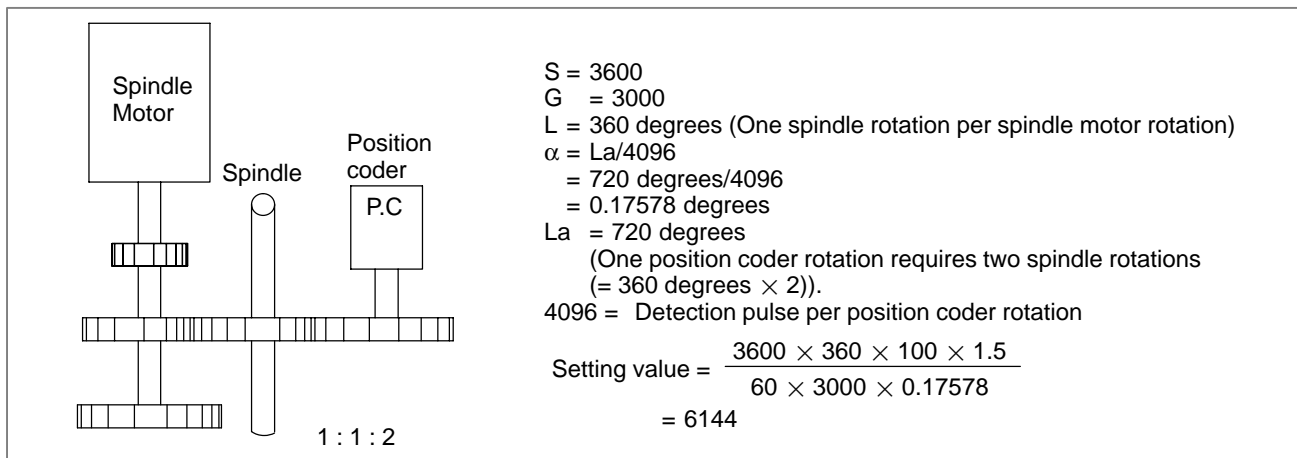 Spindle
Motor
Spindle
Position
coder
P.C
1 : 1 : 2
S = 3600
G = 3000
L = 360 degrees (One spindle rotation per spindle motor rotation)
α = La/4096
= 720 degrees/4096
= 0.17578 degrees
La = 720 degrees
(One position coder rotation requires two spindle rotations
(= 360 degrees × 2)).
4096 = Detection pulse per position coder rotation
3600 × 360 × 100 × 1.5
Setting value =
60 × 3000 × 0.17578
= 6144